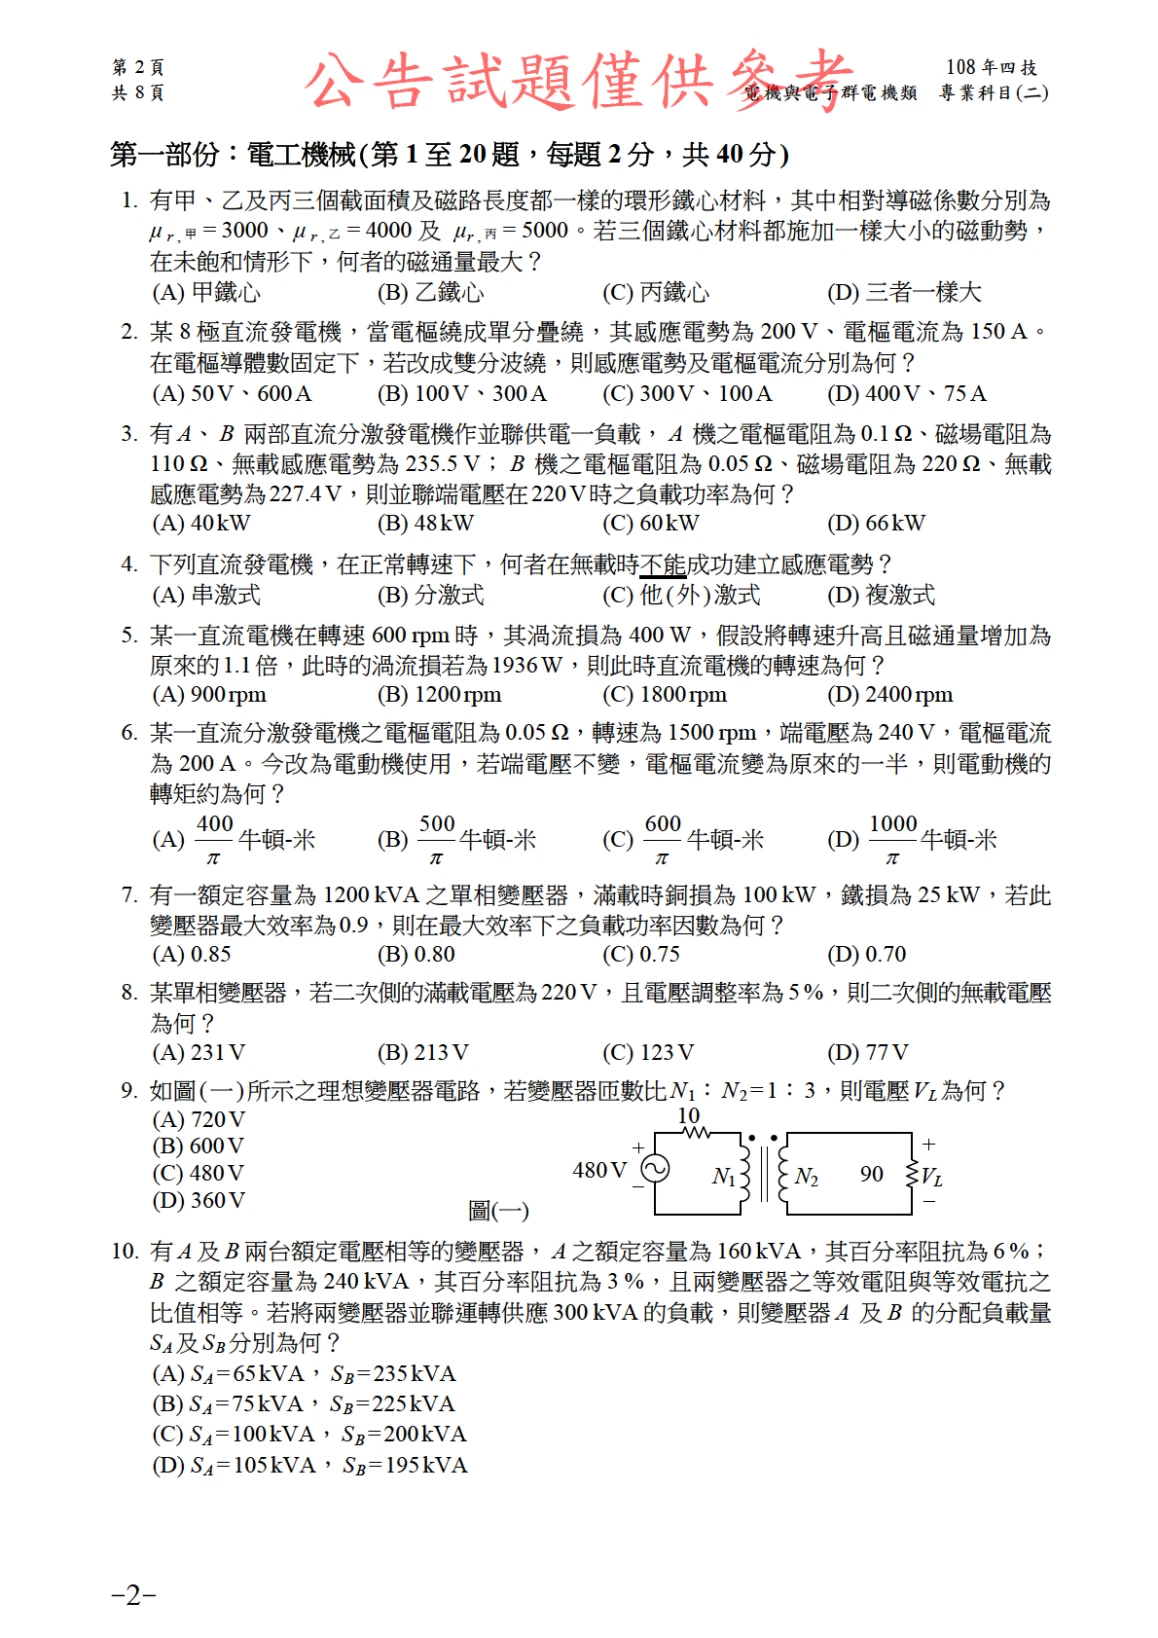 第 2 頁
共 8 頁
公告試題僅供參考
108 年四技
電機與電子群電機類 專業科目(二)
第一部份：電工機械(第 1 至 20 題，每題 2 分，共 40 分)
1. 有甲、乙及丙三個截面積及磁路長度都一樣的環形鐵心材料，其中相對導磁係數分別為
μr,甲 = 3000、μr,乙 = 4000 及 μr,丙 = 5000。若三個鐵心材料都施加一樣大小的磁動勢，
在未飽和情形下，何者的磁通量最大？
(A) 甲鐵心 (B) 乙鐵心 (C) 丙鐵心 (D) 三者一樣大
2. 某 8 極直流發電機，當電樞繞成單分疊繞，其感應電勢為 200 V、電樞電流為 150 A。
在電樞導體數固定下，若改成雙分波繞，則感應電勢及電樞電流分別為何？
(A) 50 V、600 A (B) 100 V、300 A (C) 300 V、100 A (D) 400 V、75 A
3. 有 A、B 兩部直流分激發電機作並聯供電一負載，A 機之電樞電阻為 0.1 Ω、磁場電阻為
110 Ω、無載感應電勢為 235.5 V；B 機之電樞電阻為 0.05 Ω、磁場電阻為 220 Ω、無載
感應電勢為 227.4 V，則並聯端電壓在 220 V 時之負載功率為何？
(A) 40 kW (B) 48 kW (C) 60 kW (D) 66 kW
4. 下列直流發電機，在正常轉速下，何者在無載時不能成功建立感應電勢？
(A) 串激式 (B) 分激式 (C) 他(外)激式 (D) 複激式
5. 某一直流電機在轉速 600 rpm 時，其渦流損為 400 W，假設將轉速升高且磁通量增加為
原來的 1.1 倍，此時的渦流損若為 1936 W，則此時直流電機的轉速為何？
(A) 900 rpm (B) 1200 rpm (C) 1800 rpm (D) 2400 rpm
6. 某一直流分激發電機之電樞電阻為 0.05 Ω，轉速為 1500 rpm，端電壓為 240 V，電樞電流
為 200 A。今改為電動機使用，若端電壓不變，電樞電流變為原來的一半，則電動機的
轉矩約為何？
(A) 400/π 牛頓-米 (B) 500/π 牛頓-米 (C) 600/π 牛頓-米 (D) 1000/π 牛頓-米
7. 有一額定容量為 1200 kVA 之單相變壓器，滿載時銅損為 100 kW，鐵損為 25 kW，若此
變壓器最大效率為 0.9，則在最大效率下之負載功率因數為何？
(A) 0.85 (B) 0.80 (C) 0.75 (D) 0.70
8. 某單相變壓器，若二次側的滿載電壓為 220 V，且電壓調整率為 5 %，則二次側的無載電壓
為何？
(A) 231 V (B) 213 V (C) 123 V (D) 77 V
9. 如圖(一)所示之理想變壓器電路，若變壓器匝數比 N1：N2 = 1：3，則電壓 VL 為何？
(A) 720 V
(B) 600 V
(C) 480 V
(D) 360 V
10
+
480 V
−
N1
N2
90
+
VL
−
圖(一)
10. 有 A 及 B 兩台額定電壓相等的變壓器，A 之額定容量為 160 kVA，其百分率阻抗為 6 %；
B 之額定容量為 240 kVA，其百分率阻抗為 3 %，且兩變壓器之等效電阻與等效電抗之
比值相等。若將兩變壓器並聯運轉供應 300 kVA 的負載，則變壓器 A 及 B 的分配負載量
SA 及 SB 分別為何？
(A) SA = 65 kVA，SB = 235 kVA
(B) SA = 75 kVA，SB = 225 kVA
(C) SA = 100 kVA，SB = 200 kVA
(D) SA = 105 kVA，SB = 195 kVA
-2-